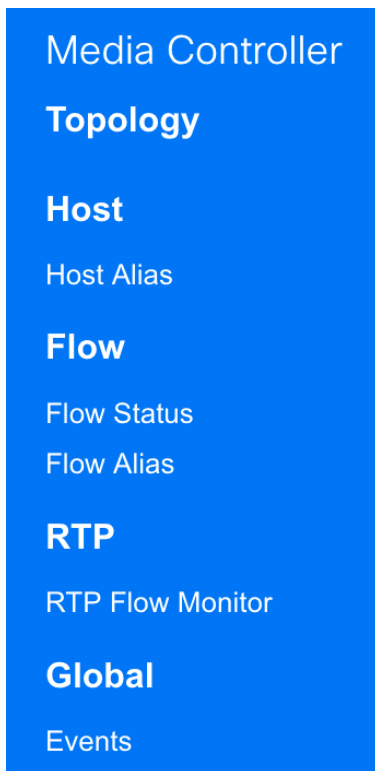 Media Controller
Topology
Host
Host Alias
Flow
Flow Status
Flow Alias
RTP
RTP Flow Monitor
Global
Events